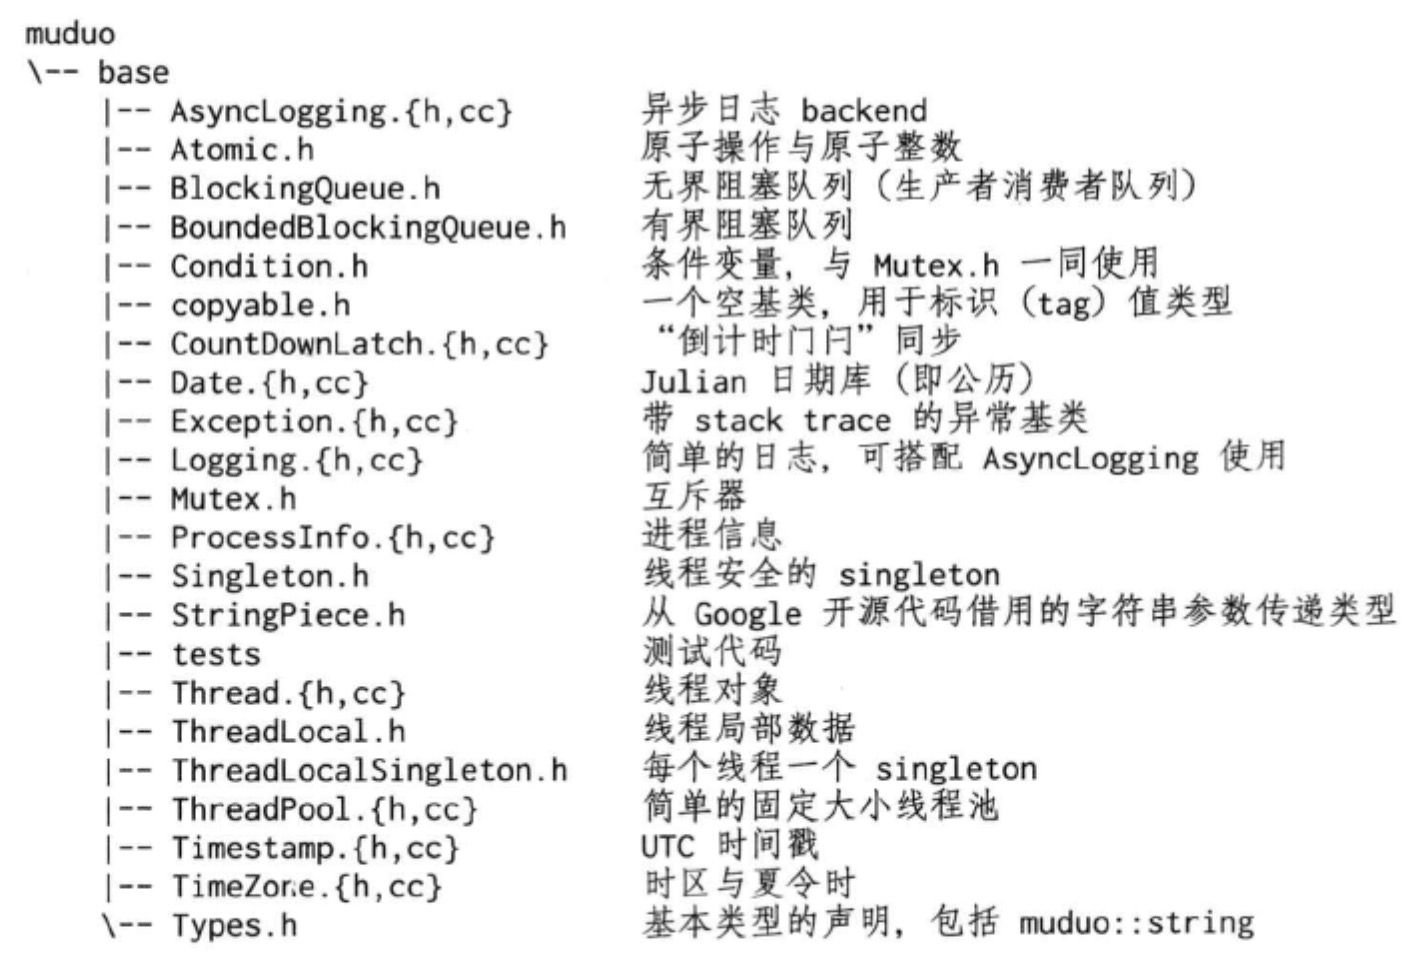 muduo
\-- base
|-- AsyncLogging.{h,cc} 异步日志 backend
|-- Atomic.h 原子操作与原子整数
|-- BlockingQueue.h 无界阻塞队列（生产者消费者队列）
|-- BoundedBlockingQueue.h 有界阻塞队列
|-- Condition.h 条件变量，与 Mutex.h 一同使用
|-- copyable.h 一个空基类，用于标识（tag）值类型
|-- CountDownLatch.{h,cc} “倒计时门闩”同步
|-- Date.{h,cc} Julian 日期库（即公历）
|-- Exception.{h,cc} 带 stack trace 的异常基类
|-- Logging.{h,cc} 简单的日志，可搭配 AsyncLogging 使用
|-- Mutex.h 互斥器
|-- ProcessInfo.{h,cc} 进程信息
|-- Singleton.h 线程安全的 singleton
|-- StringPiece.h 从 Google 开源代码借用的字符串参数传递类型
|-- tests 测试代码
|-- Thread.{h,cc} 线程对象
|-- ThreadLocal.h 线程局部数据
|-- ThreadLocalSingleton.h 每个线程一个 singleton
|-- ThreadPool.{h,cc} 简单的固定大小线程池
|-- Timestamp.{h,cc} UTC 时间戳
|-- TimeZone.{h,cc} 时区与夏令时
\-- Types.h 基本类型的声明，包括 muduo::string